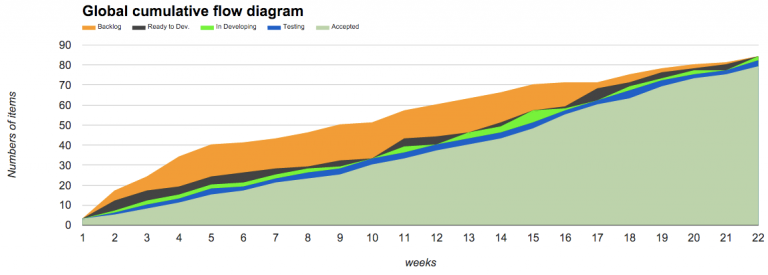 Global cumulative flow diagram
Backlog Ready to Dev. In Developing Testing Accepted
90
80
70
60
50
40
30
20
10
0
Numbers of items
1 2 3 4 5 6 7 8 9 10 11 12 13 14 15 16 17 18 19 20 21 22
weeks